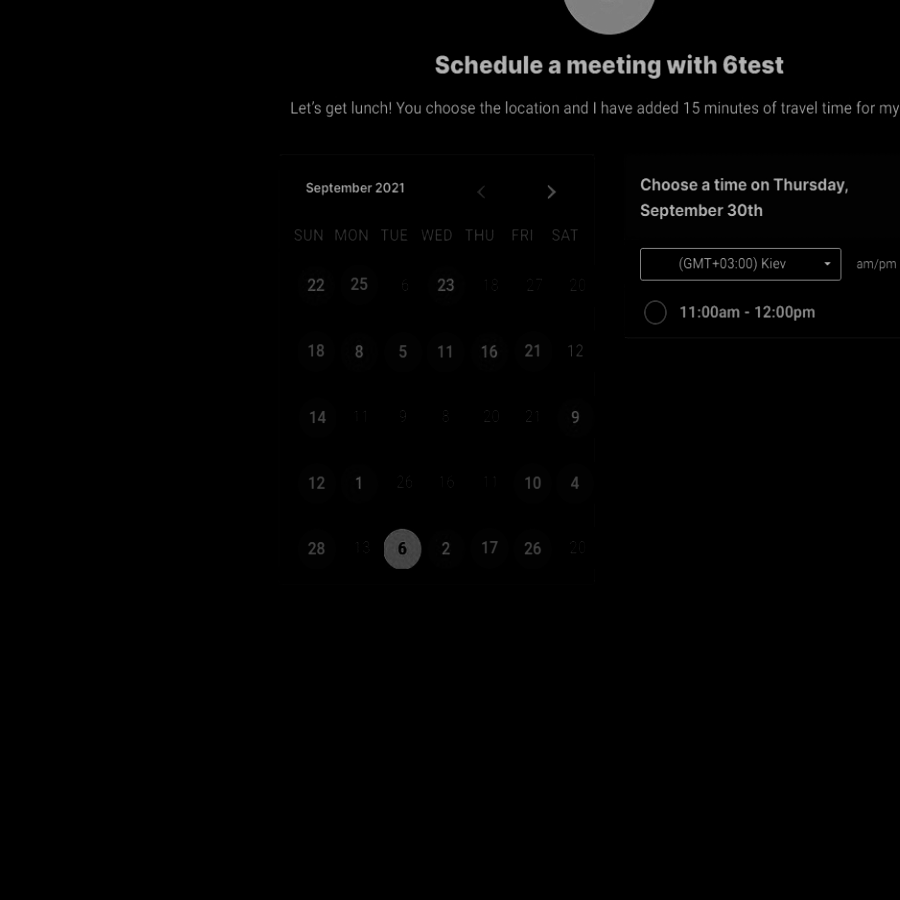 Schedule a meeting with 6test
Let's get lunch! You choose the location and I have added 15 minutes of travel time for my
September 2021
SUN MON TUE WED THU FRI SAT
22 25 6 23 18 27 20
18 8 5 11 16 21 12
14 11 9 8 20 21 9
12 1 26 16 11 10 4
28 13 6 2 17 26 20
Choose a time on Thursday,
September 30th
(GMT+03:00) Kiev am/pm
11:00am - 12:00pm